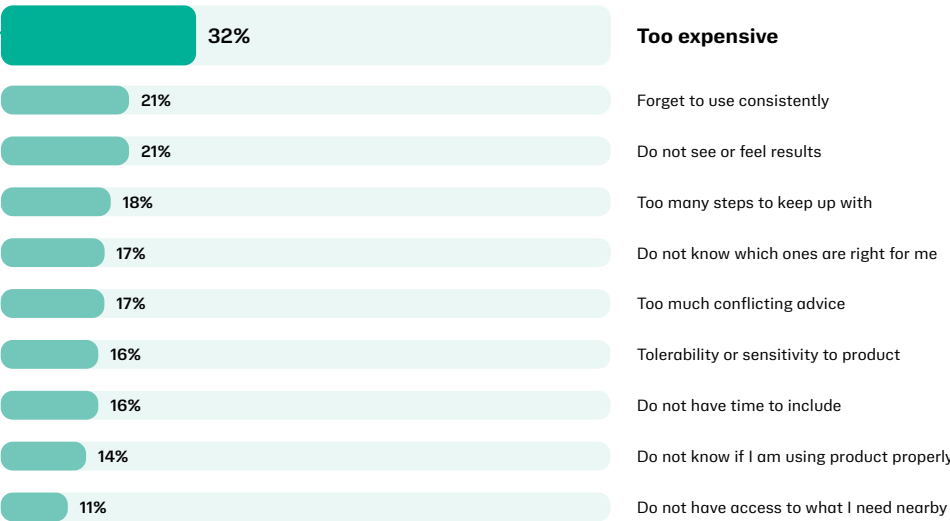 32% Too expensive
21% Forget to use consistently
21% Do not see or feel results
18% Too many steps to keep up with
17% Do not know which ones are right for me
17% Too much conflicting advice
16% Tolerability or sensitivity to product
16% Do not have time to include
14% Do not know if I am using product properly
11% Do not have access to what I need nearby